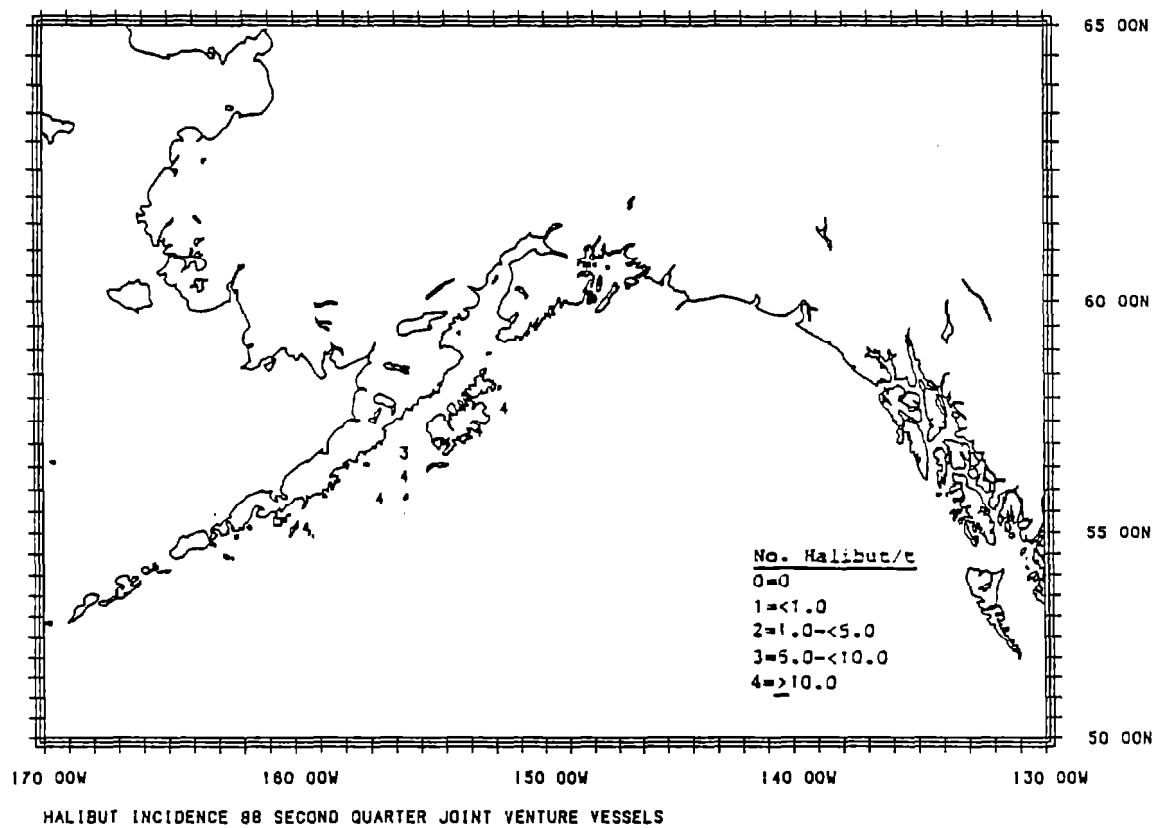 65 00N
60 00N
4
3
4
4
4
55 00N
No. Halibut/t
0=0
1=<1.0
2=1.0-<5.0
3=5.0-<10.0
4=≥10.0
50 00N
170 00W 160 00W 150 00W 140 00W 130 00W
HALIBUT INCIDENCE 88 SECOND QUARTER JOINT VENTURE VESSELS